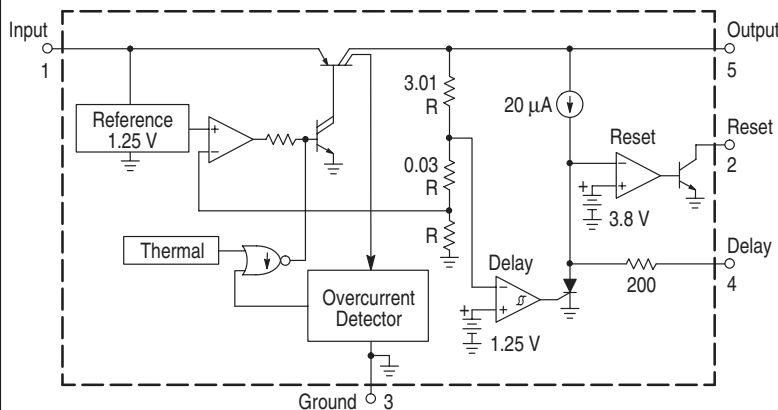 Input
1
Output
5
3.01
R
20 μA
Reference
1.25 V
+
−
Reset
Reset
2
−
+
+
3.8 V
0.03
R
R
Thermal
Delay
Delay
4
200
−
+
+
1.25 V
Overcurrent
Detector
Ground
3